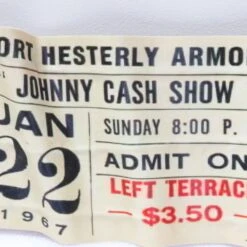 ORT HESTERLY ARMO
JOHNNY CASH SHOW
JAN
22
1967
SUNDAY 8:00 P.
ADMIT ON
LEFT TERRAC
$3.50